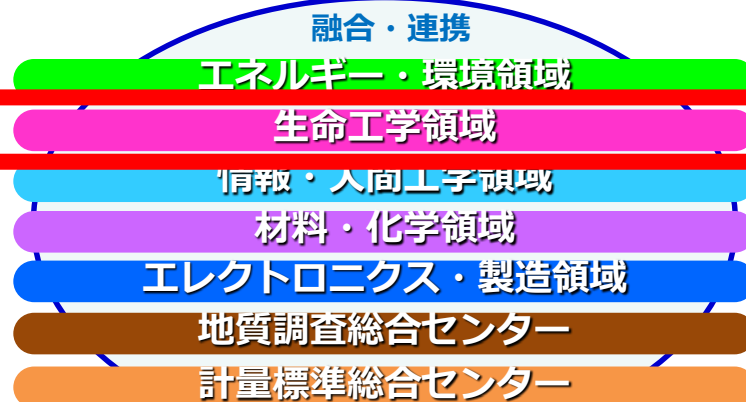 融合・連携
エネルギー・環境領域
生命工学領域
情報・人間工学領域
材料・化学領域
エレクトロニクス・製造領域
地質調査総合センター
計量標準総合センター